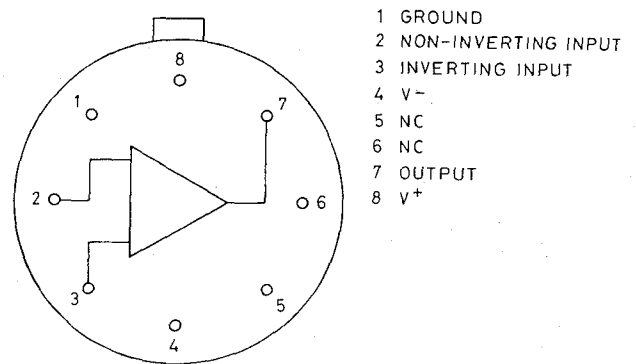 8
1
7
2
6
3
5
4
1 GROUND
2 NON-INVERTING INPUT
3 INVERTING INPUT
4 V-
5 NC
6 NC
7 OUTPUT
8 V+